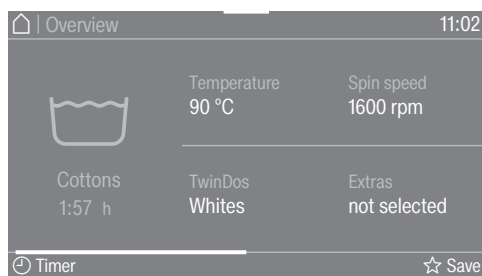 Overview 11:02
Temperature Spin speed
90 °C 1600 rpm
Cottons TwinDos Extras
1:57 h Whites not selected
Timer Save